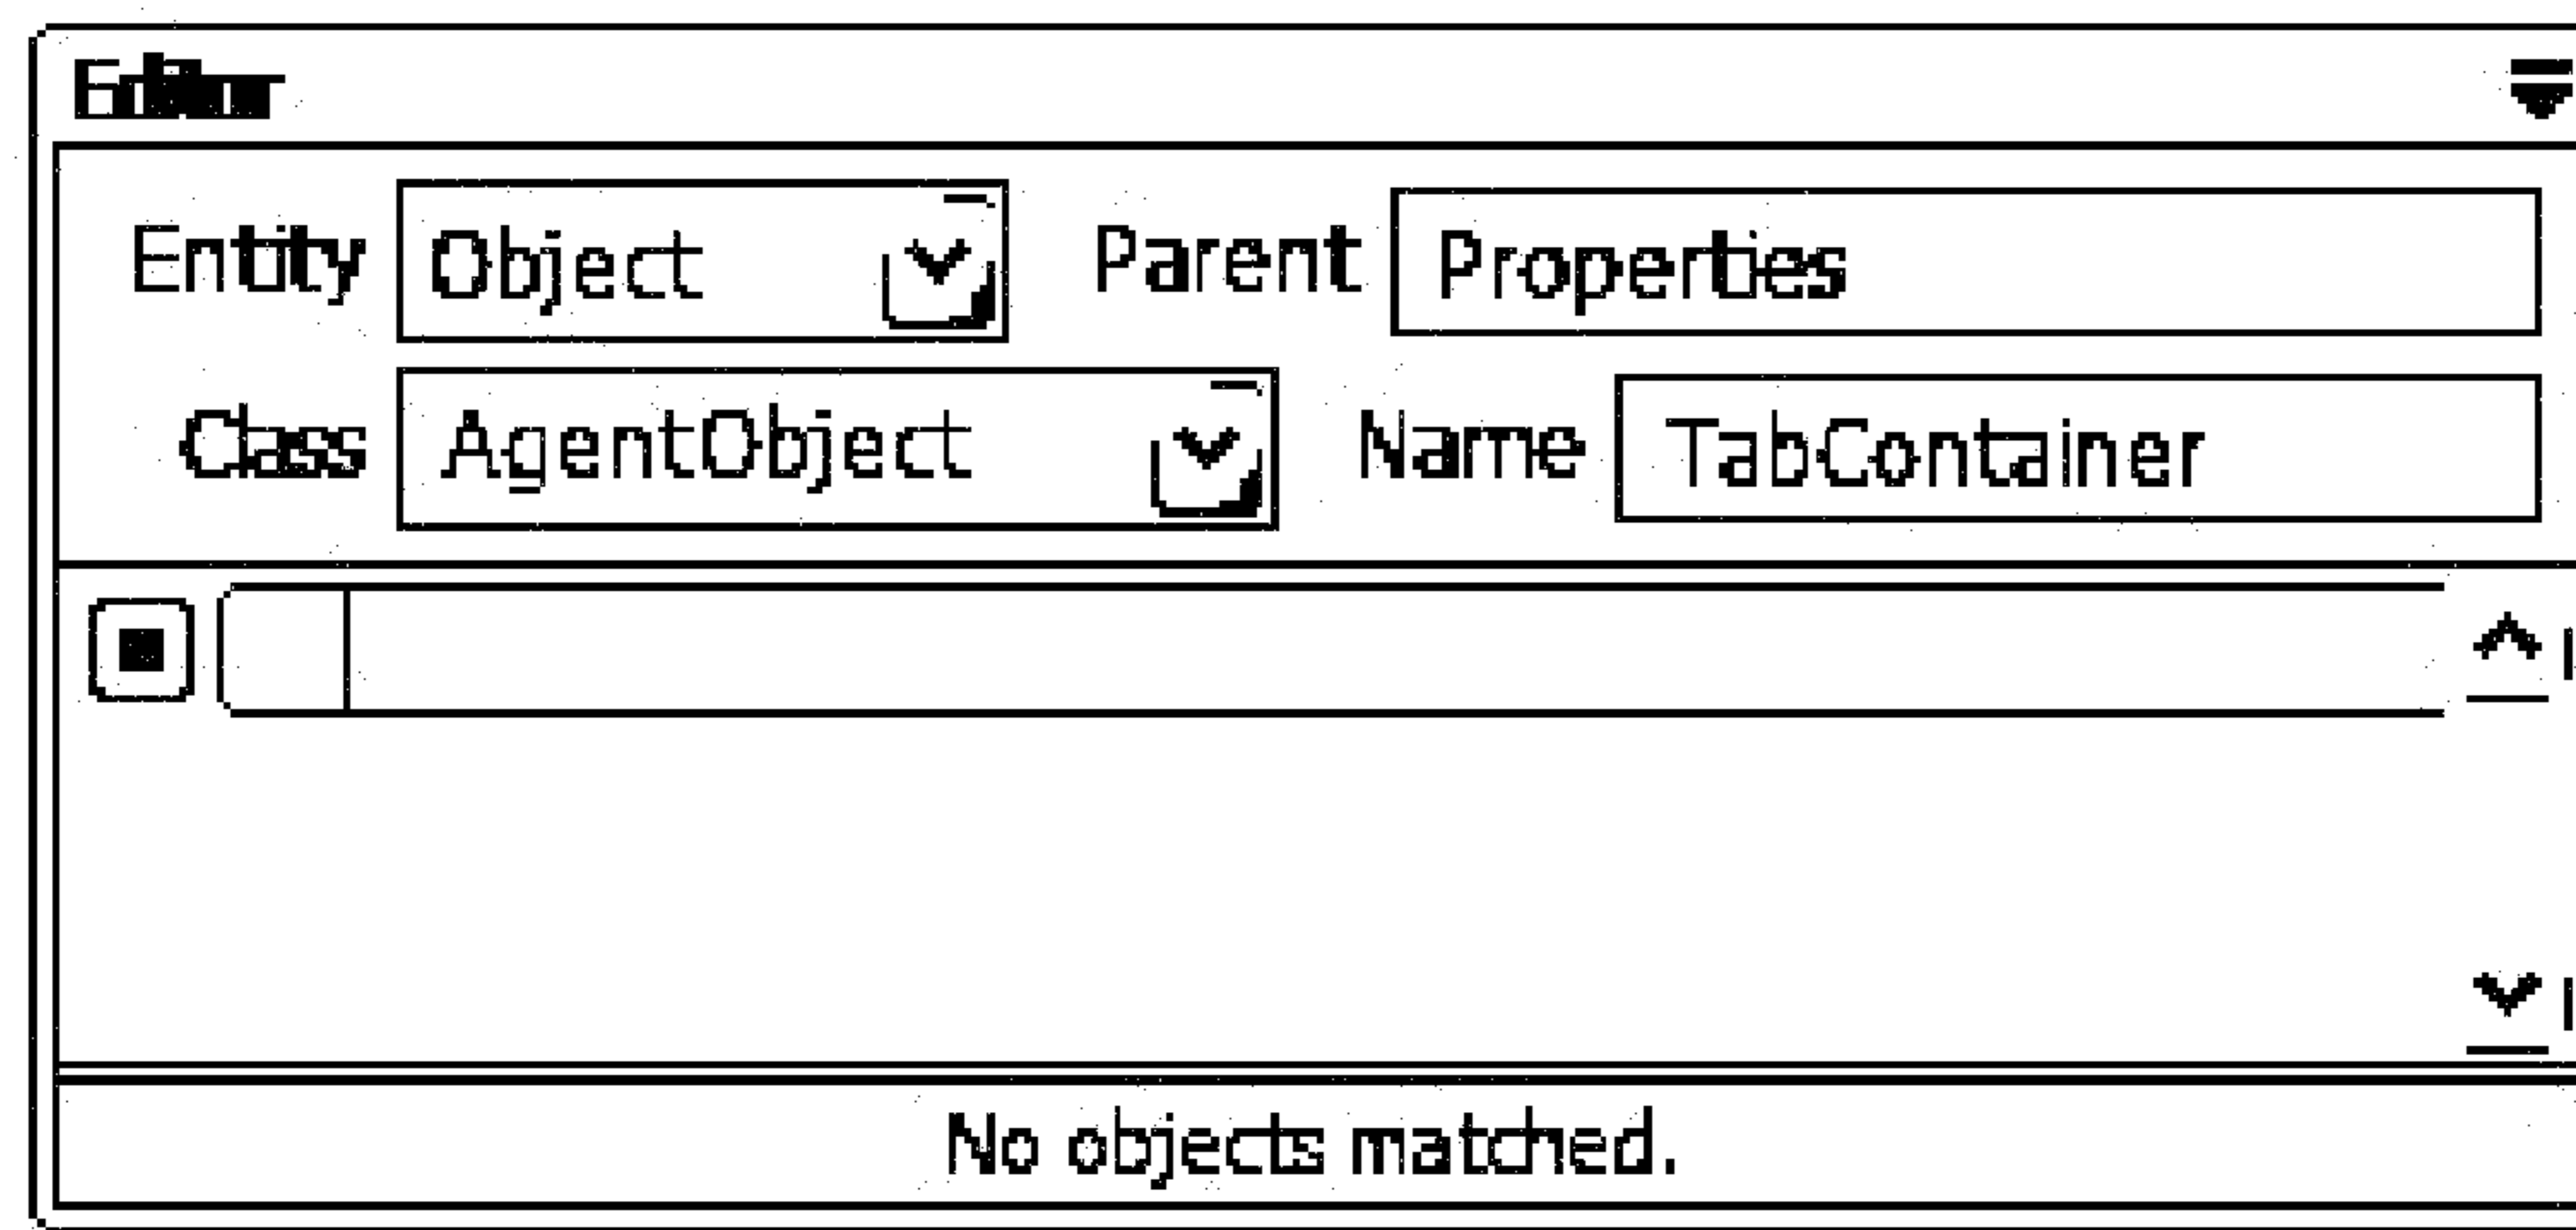 Editor
Entity Object Parent Properties
Class AgentObject Name TabContainer
No objects matched.